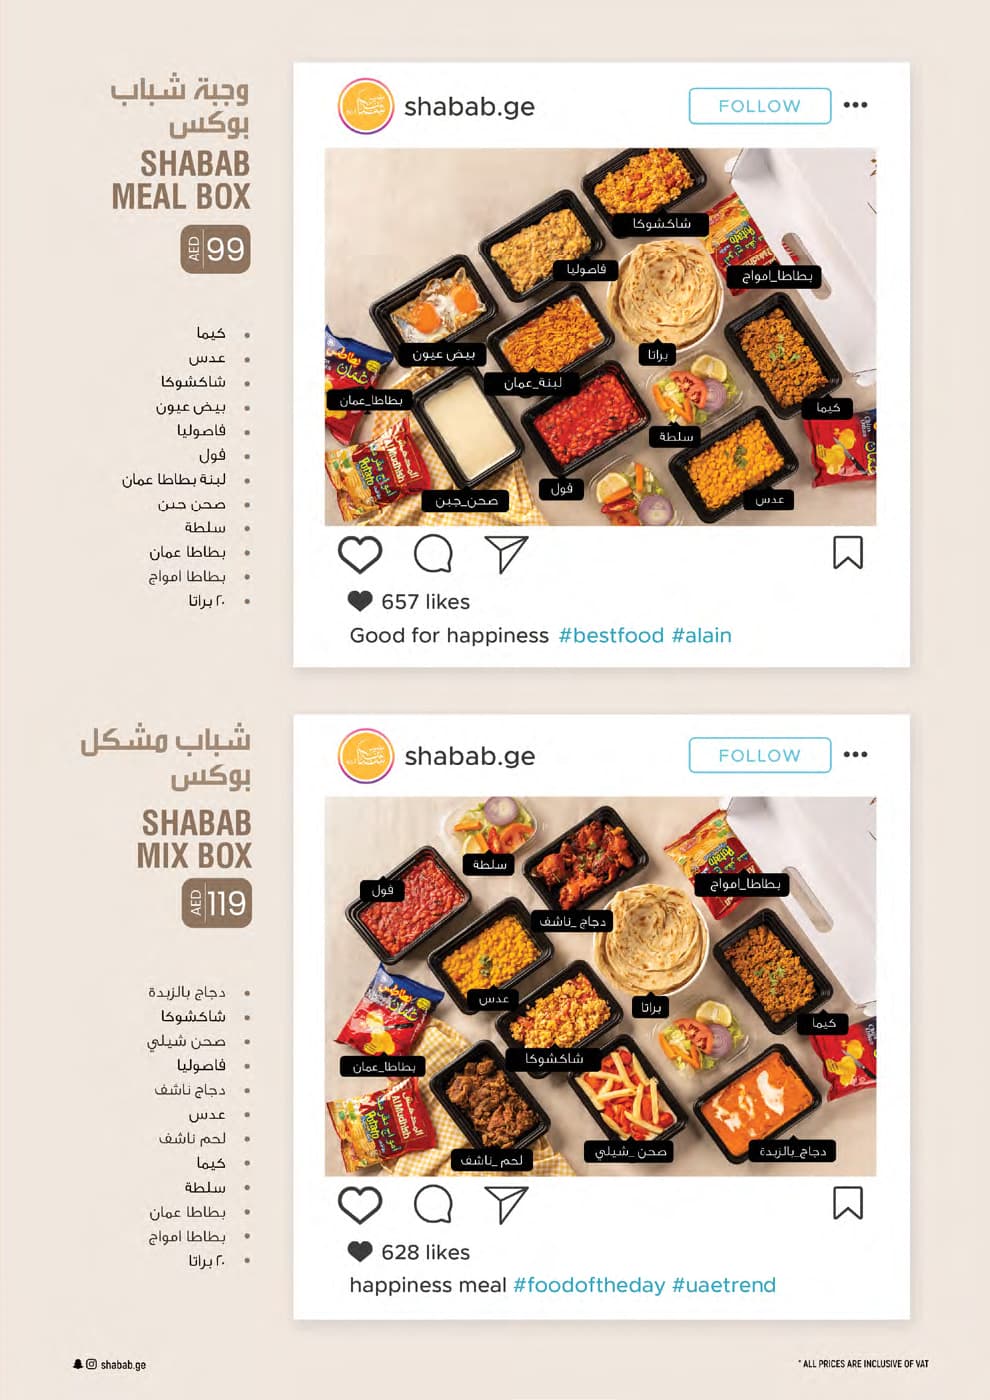 وجبة شباب
بوكس
SHABAB
MEAL BOX
AED 99
كيما
عدس
شاكشوكا
بيض عيون
فاصوليا
فول
لبنة بطاطا عمان
صحن جبن
سلطة
بطاطا عمان
بطاطا امواج
٢٠ براتا
shabab.ge
FOLLOW
شاكشوكا
فاصوليا
بطاطا_امواج
بيض عيون
براتا
لبنة_عمان
بطاطا_عمان
كيما
سلطة
فول
صحن_جبن
عدس
657 likes
Good for happiness #bestfood #alain
شباب مشكل
بوكس
SHABAB
MIX BOX
AED 119
دجاج بالزبدة
شاكشوكا
صحن شيلي
فاصوليا
دجاج ناشف
عدس
لحم ناشف
كيما
سلطة
بطاطا عمان
بطاطا امواج
٢٠ براتا
shabab.ge
FOLLOW
سلطة
فول
بطاطا_امواج
دجاج_ناشف
عدس
براتا
كيما
شاكشوكا
بطاطا_عمان
صحن_شيلي
دجاج_بالزبدة
لحم_ناشف
628 likes
happiness meal #foodoftheday #uaetrend
shabab.ge
* ALL PRICES ARE INCLUSIVE OF VAT